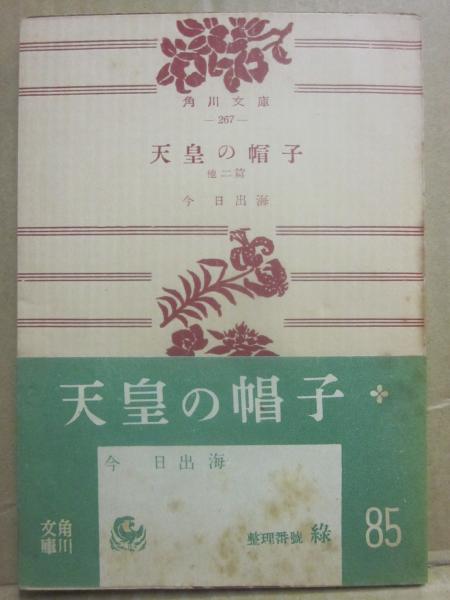 角川文庫
—267—
天皇の帽子
他二篇
今日出海
天皇の帽子
今日出海
角川文庫
整理番號 綠 85